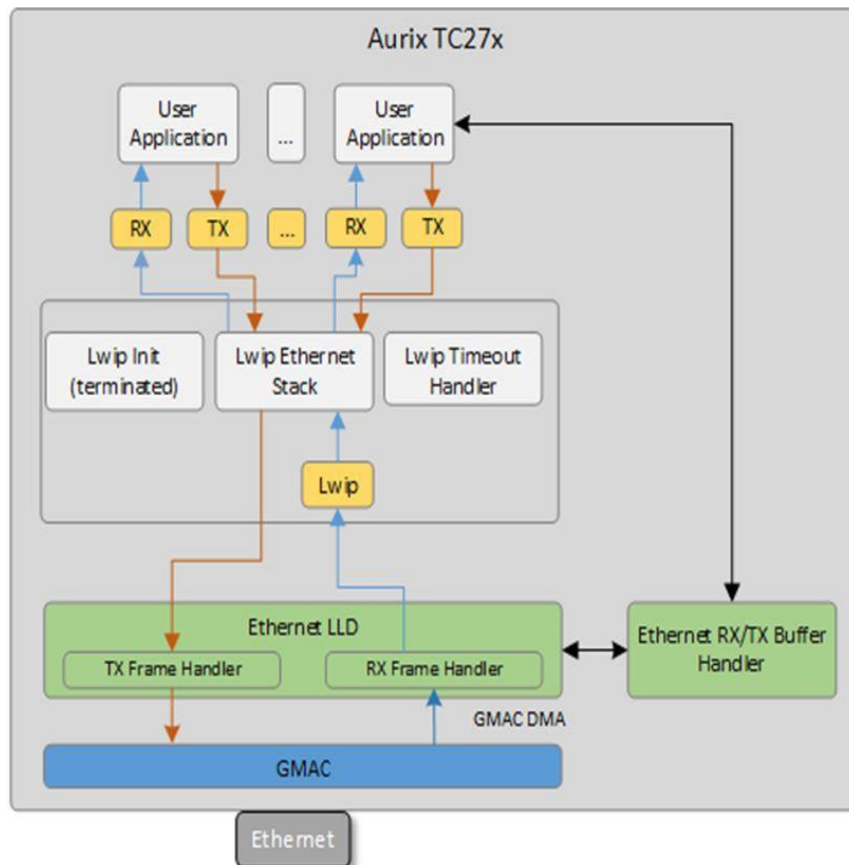 Aurix TC27x
User
Application
...
User
Application
RX
TX
...
RX
TX
Lwip Init
(terminated)
Lwip Ethernet
Stack
Lwip Timeout
Handler
Lwip
Ethernet LLD
TX Frame Handler
RX Frame Handler
Ethernet RX/TX Buffer
Handler
GMAC DMA
GMAC
Ethernet